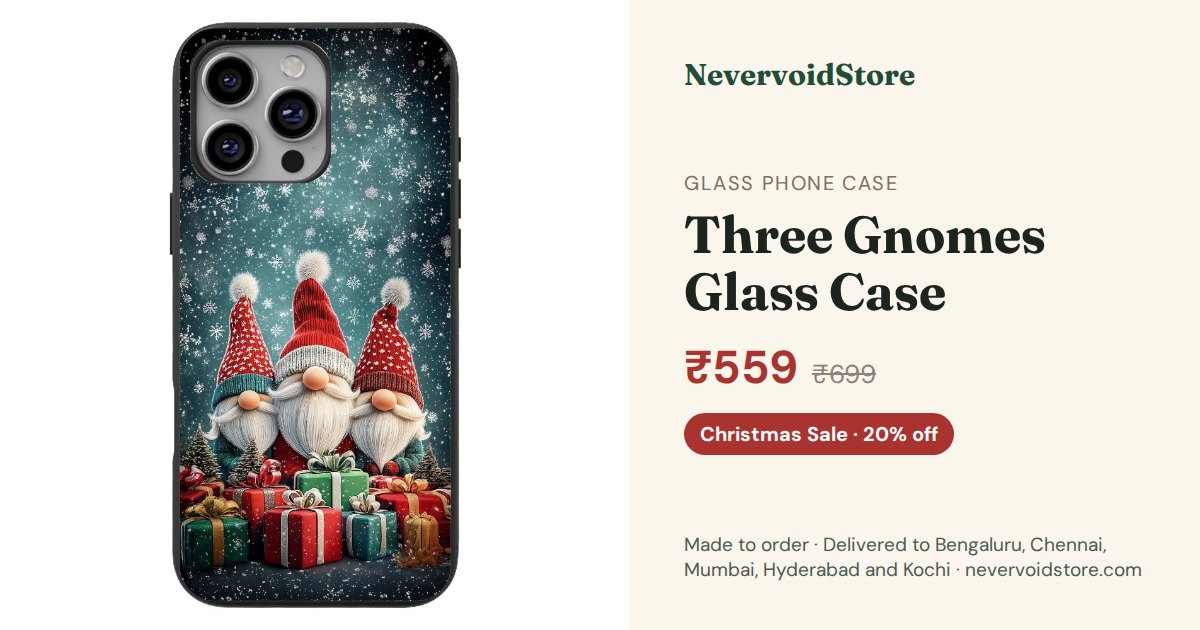 NevervoidStore
GLASS PHONE CASE
Three Gnomes
Glass Case
₹559 ₹699
Christmas Sale · 20% off
Made to order · Delivered to Bengaluru, Chennai,
Mumbai, Hyderabad and Kochi · nevervoidstore.com